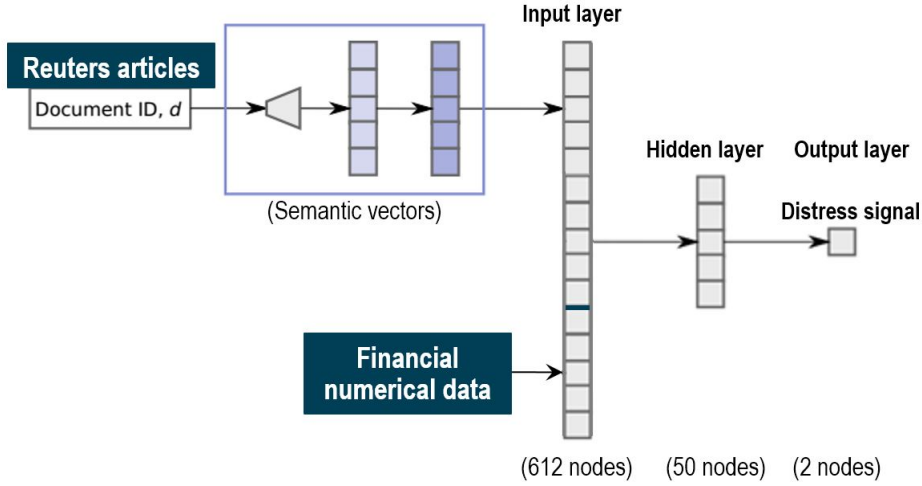 Input layer
Reuters articles
Document ID, d
(Semantic vectors)
Hidden layer
Output layer
Distress signal
Financial
numerical data
(612 nodes)
(50 nodes)
(2 nodes)